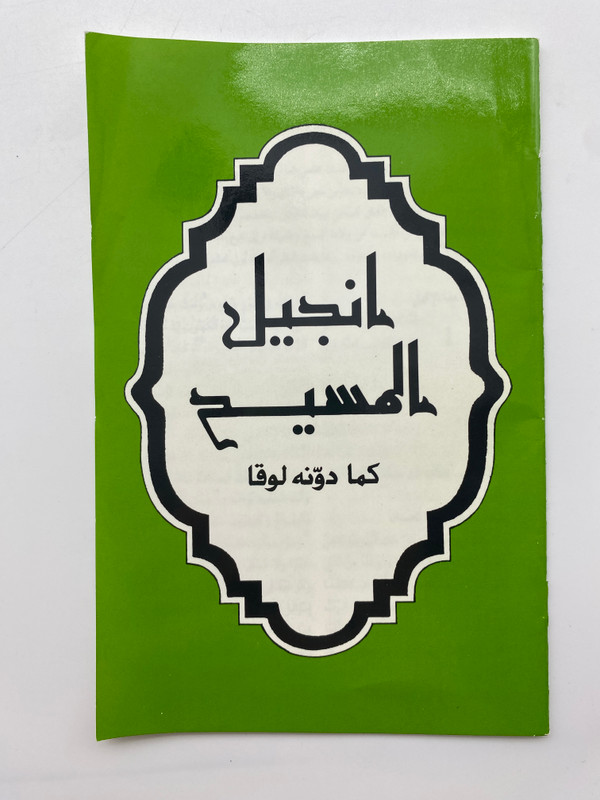 انجيل
المسيح
كما دوّنه لوقا